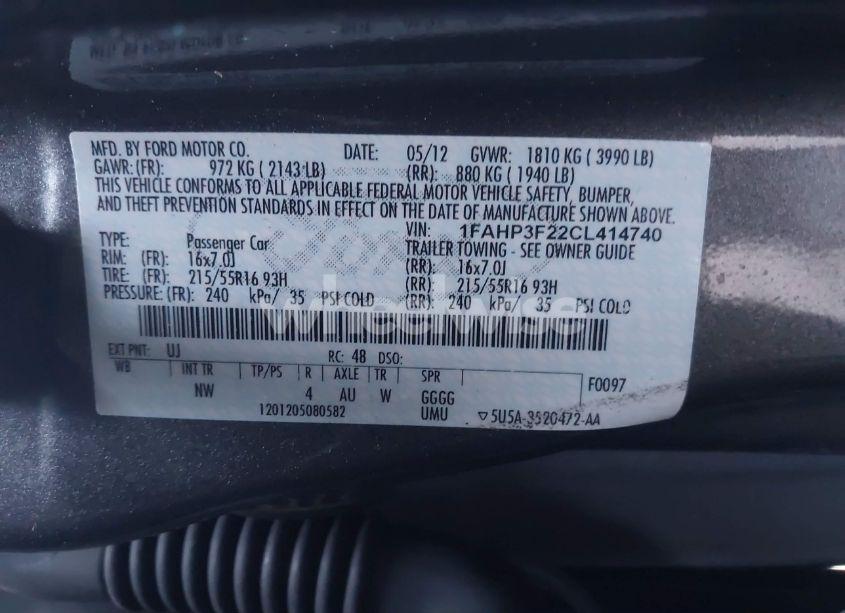 MFD. BY FORD MOTOR CO. DATE: 05/12 GVWR: 1810 KG ( 3990 LB)
GAWR: (FR): 972 KG ( 2143 LB) (RR): 880 KG ( 1940 LB)
THIS VEHICLE CONFORMS TO ALL APPLICABLE FEDERAL MOTOR VEHICLE SAFETY, BUMPER,
AND THEFT PREVENTION STANDARDS IN EFFECT ON THE DATE OF MANUFACTURE SHOWN ABOVE.
VIN: 1FAHP3F22CL414740
TYPE: Passenger Car TRAILER TOWING - SEE OWNER GUIDE
RIM: (FR): 16x7.0J (RR): 16x7.0J
TIRE: (FR): 215/55R16 93H (RR): 215/55R16 93H
PRESSURE: (FR): 240 kPa/ 35 PSI COLD (RR): 240 kPa/ 35 PSI COLD
wheelwise
EXT PNT: UJ RC: 48 DSO:
WB INT TR TP/PS R AXLE TR SPR F0097
NW 4 AU W GGGG
1201205080582 UMU ▽5U5A-3520472-AA